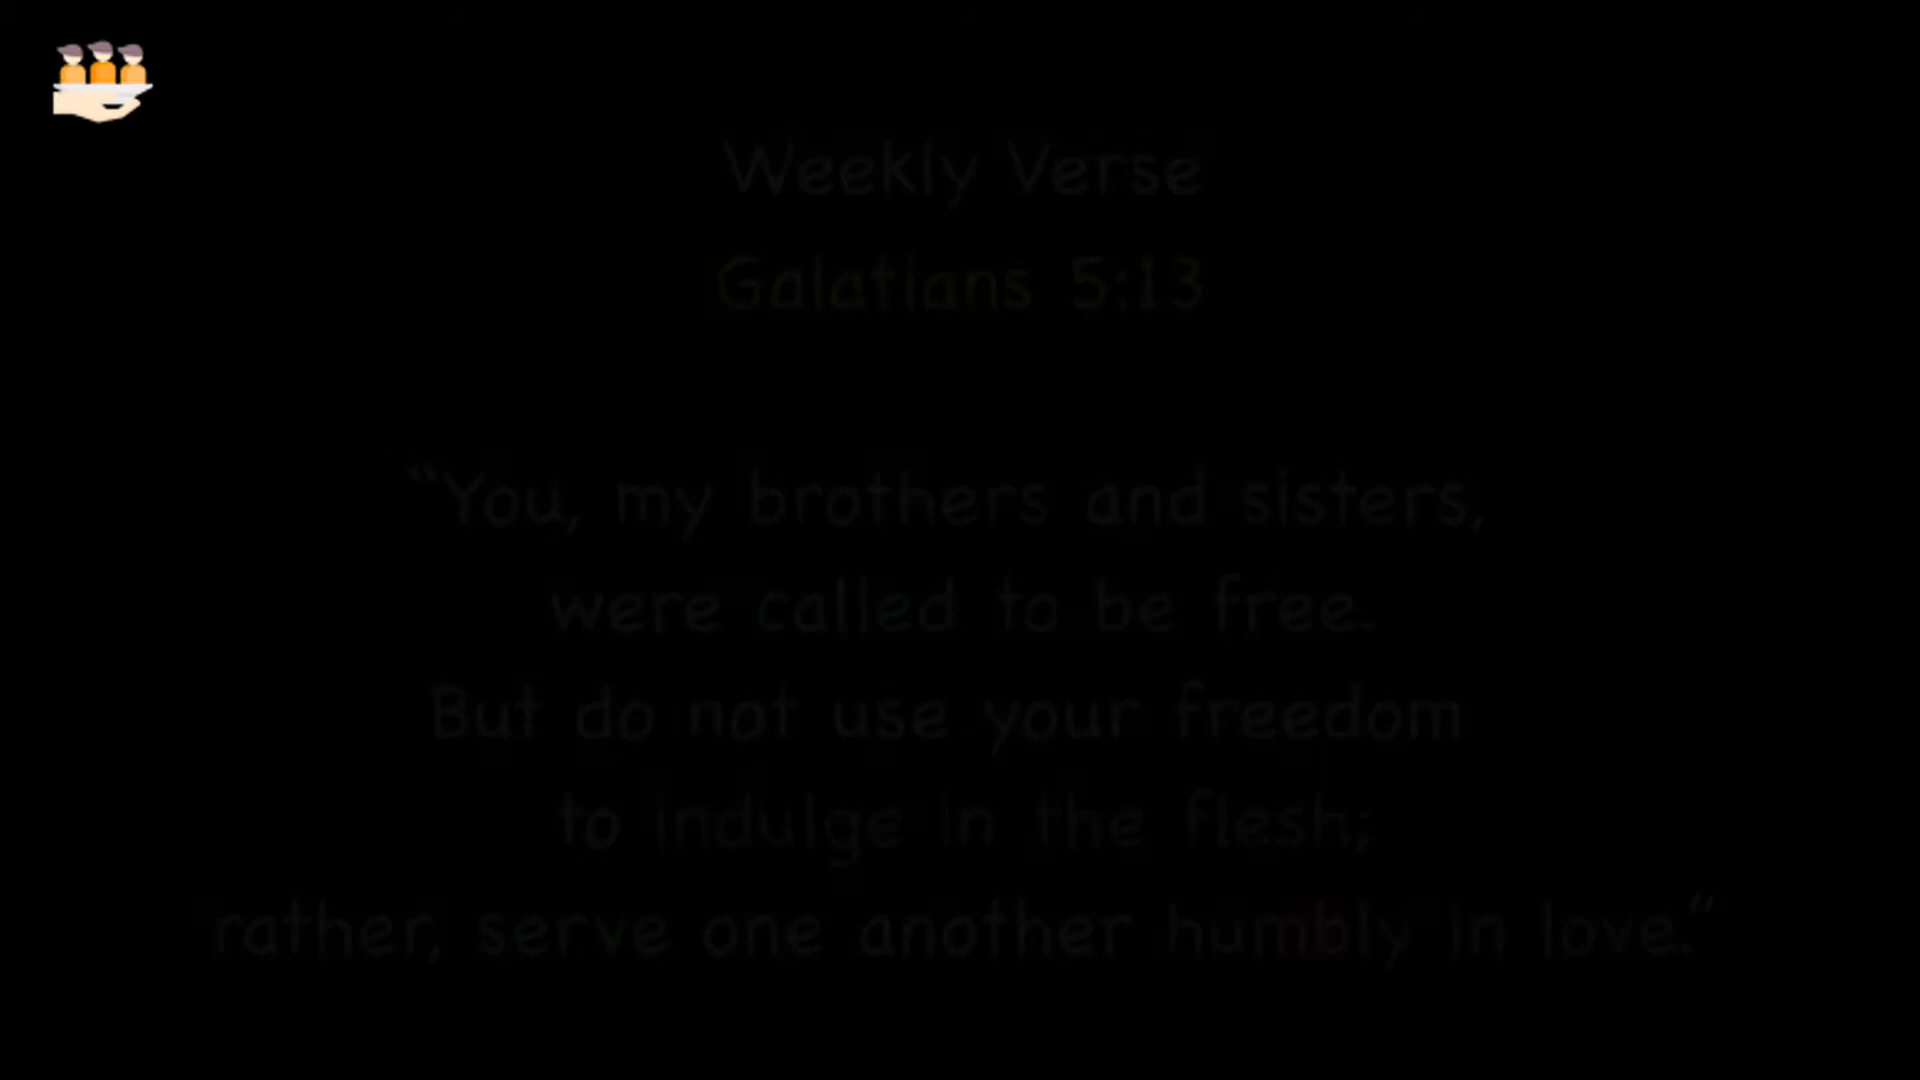 Weekly Verse
Galatians 5:13
“You, my brothers and sisters,
were called to be free.
But do not use your freedom
to indulge in the flesh;
rather, serve one another humbly in love.”